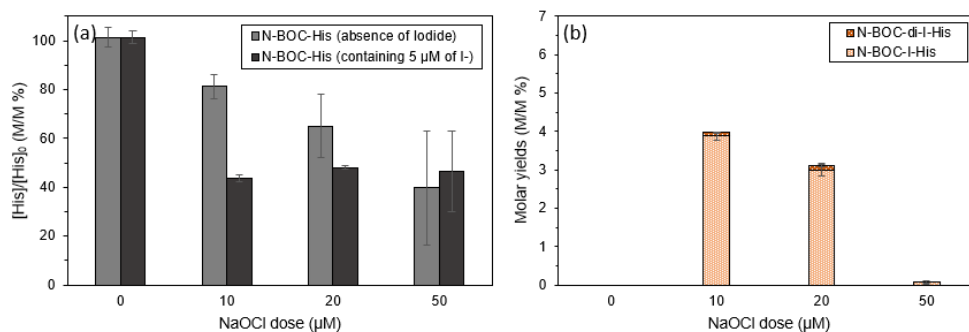 (a)
N-BOC-His (absence of Iodide)
N-BOC-His (containing 5 µM of I-)
[His]/[His]0 (M/M %)
100
80
60
40
20
0
0 10 20 50
NaOCl dose (µM)
(b)
N-BOC-di-I-His
N-BOC-I-His
Molar yields (M/M %)
7
6
5
4
3
2
1
0
0 10 20 50
NaOCl dose (µM)